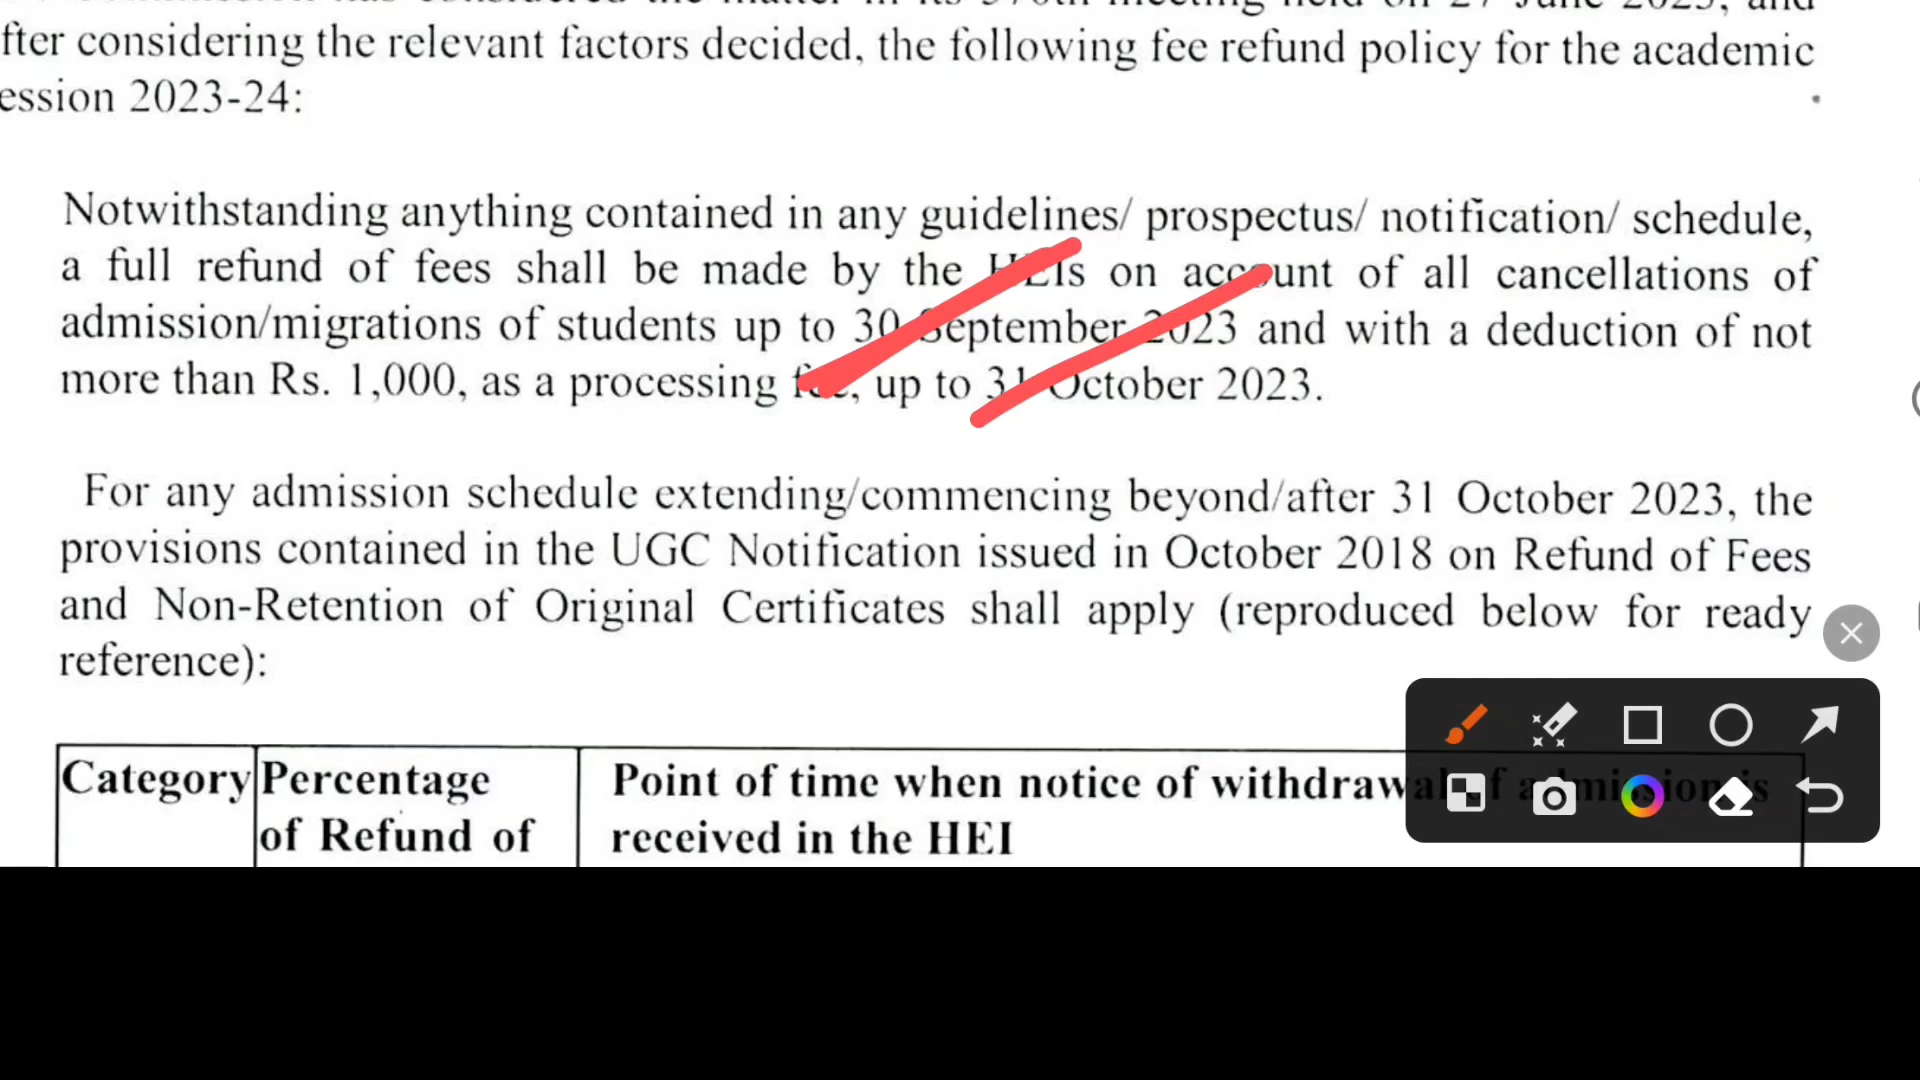 fter considering the relevant factors decided, the following fee refund policy for the academic
ession 2023-24:
Notwithstanding anything contained in any guidelines/ prospectus/ notification/ schedule,
a full refund of fees shall be made by the HEIs on account of all cancellations of
admission/migrations of students up to 30 September 2023 and with a deduction of not
more than Rs. 1,000, as a processing fee, up to 31 October 2023.
For any admission schedule extending/commencing beyond/after 31 October 2023, the
provisions contained in the UGC Notification issued in October 2018 on Refund of Fees
and Non-Retention of Original Certificates shall apply (reproduced below for ready
reference):
Category
Percentage
of Refund of
Point of time when notice of withdrawal of admission is
received in the HEI